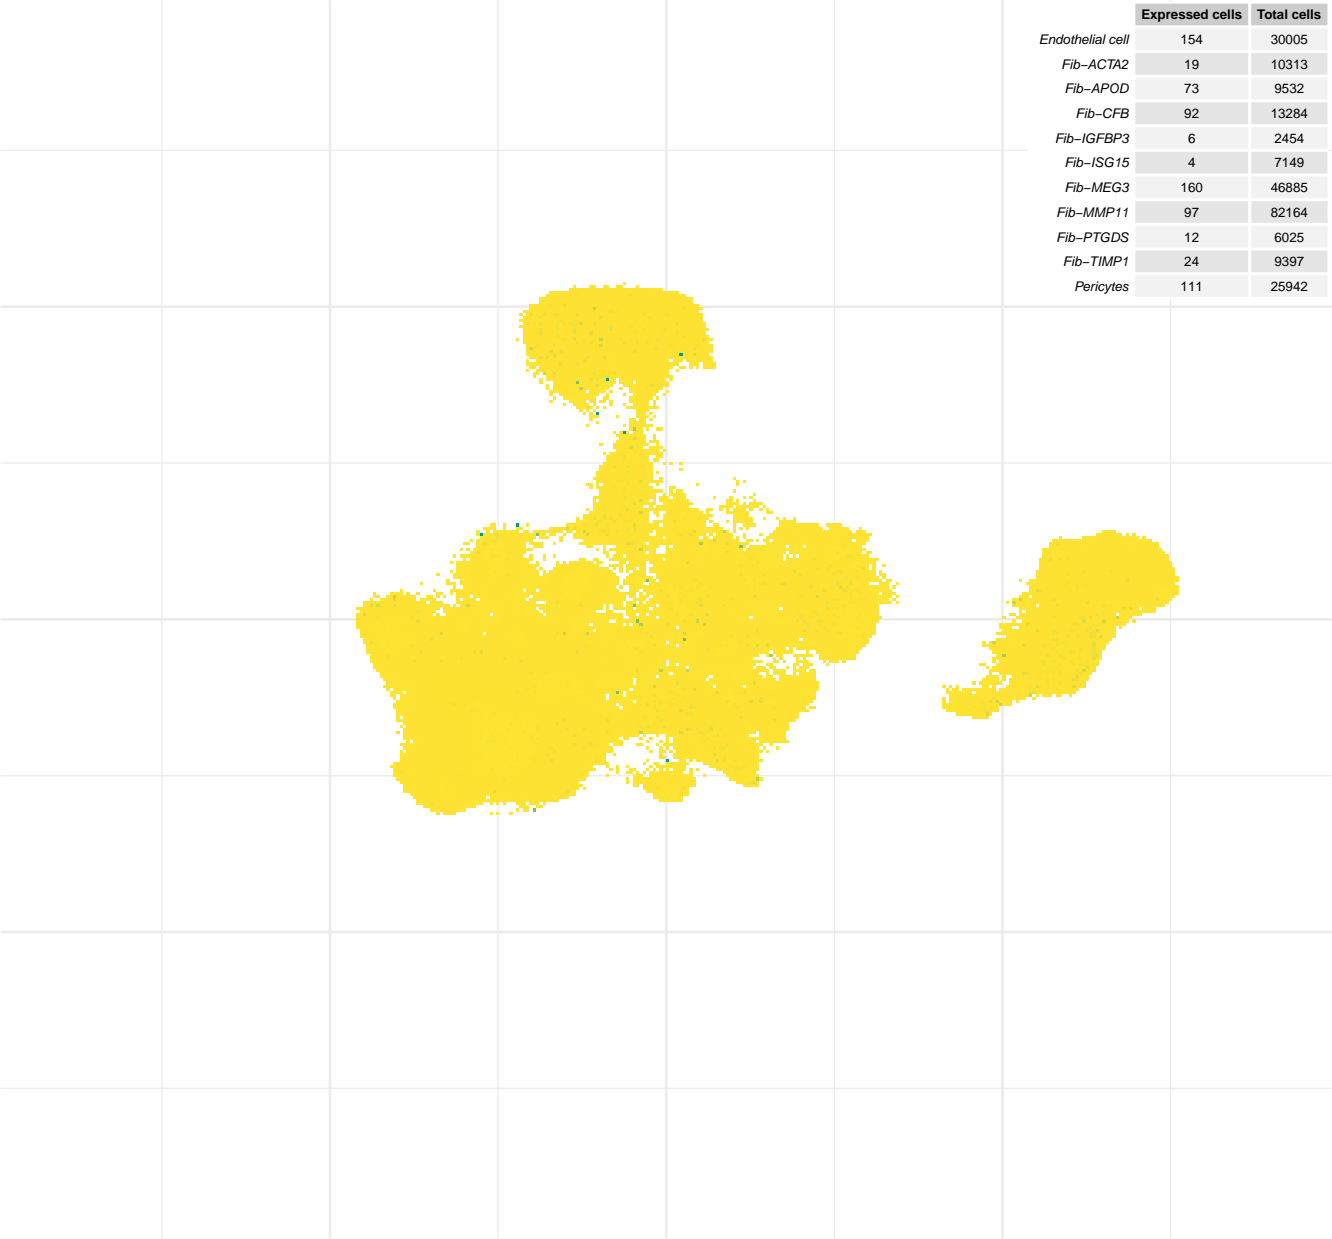 Expressed cells Total cells
Endothelial cell 154 30005
Fib−ACTA2 19 10313
Fib−APOD 73 9532
Fib−CFB 92 13284
Fib−IGFBP3 6 2454
Fib−ISG15 4 7149
Fib−MEG3 160 46885
Fib−MMP11 97 82164
Fib−PTGDS 12 6025
Fib−TIMP1 24 9397
Pericytes 111 25942